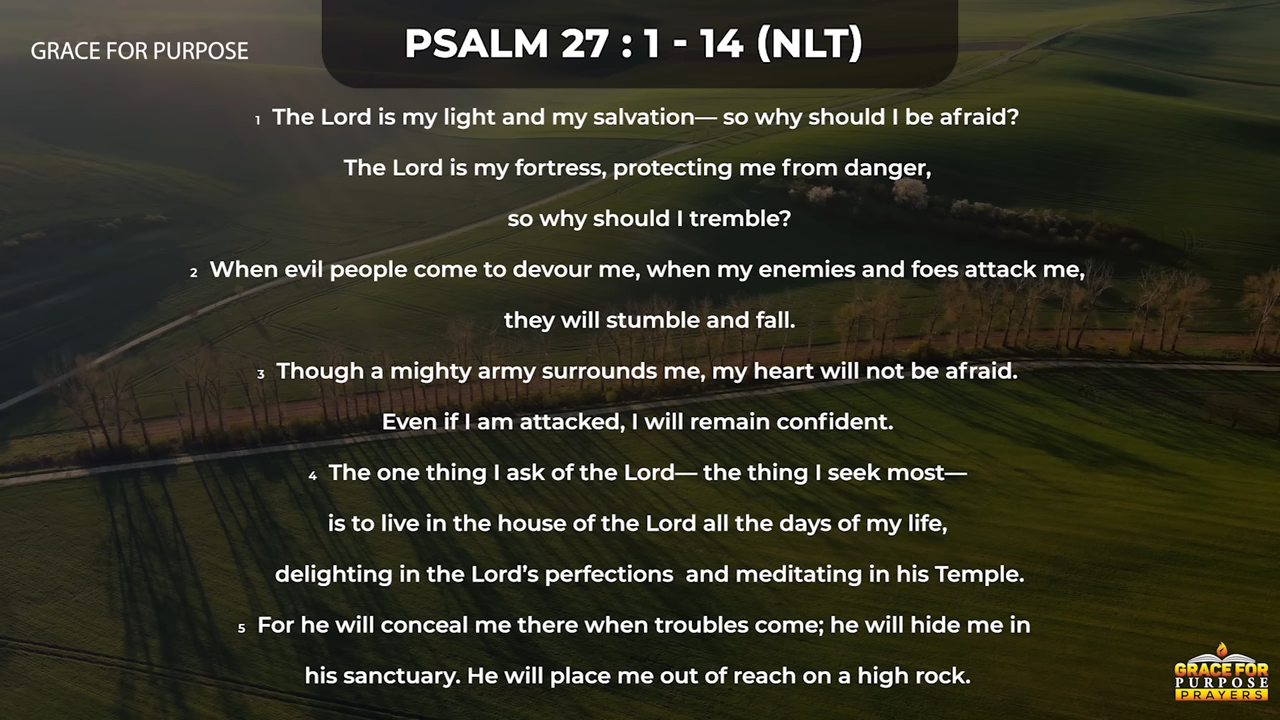 GRACE FOR PURPOSE
PSALM 27 : 1 - 14 (NLT)
1 The Lord is my light and my salvation— so why should I be afraid?
The Lord is my fortress, protecting me from danger,
so why should I tremble?
2 When evil people come to devour me, when my enemies and foes attack me,
they will stumble and fall.
3 Though a mighty army surrounds me, my heart will not be afraid.
Even if I am attacked, I will remain confident.
4 The one thing I ask of the Lord— the thing I seek most—
is to live in the house of the Lord all the days of my life,
delighting in the Lord’s perfections  and meditating in his Temple.
5 For he will conceal me there when troubles come; he will hide me in
his sanctuary. He will place me out of reach on a high rock.
GRACE FOR
PURPOSE
PRAYERS